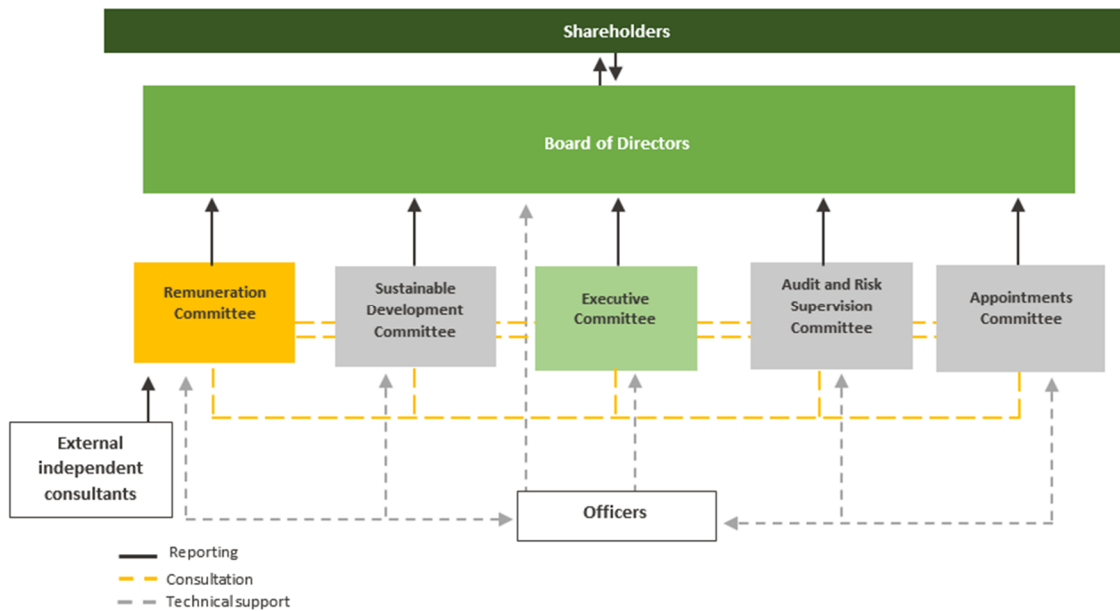 Shareholders
Board of Directors
Remuneration
Committee
Sustainable
Development
Committee
Executive
Committee
Audit and Risk
Supervision
Committee
Appointments
Committee
External
independent
consultants
Officers
Reporting
Consultation
Technical support